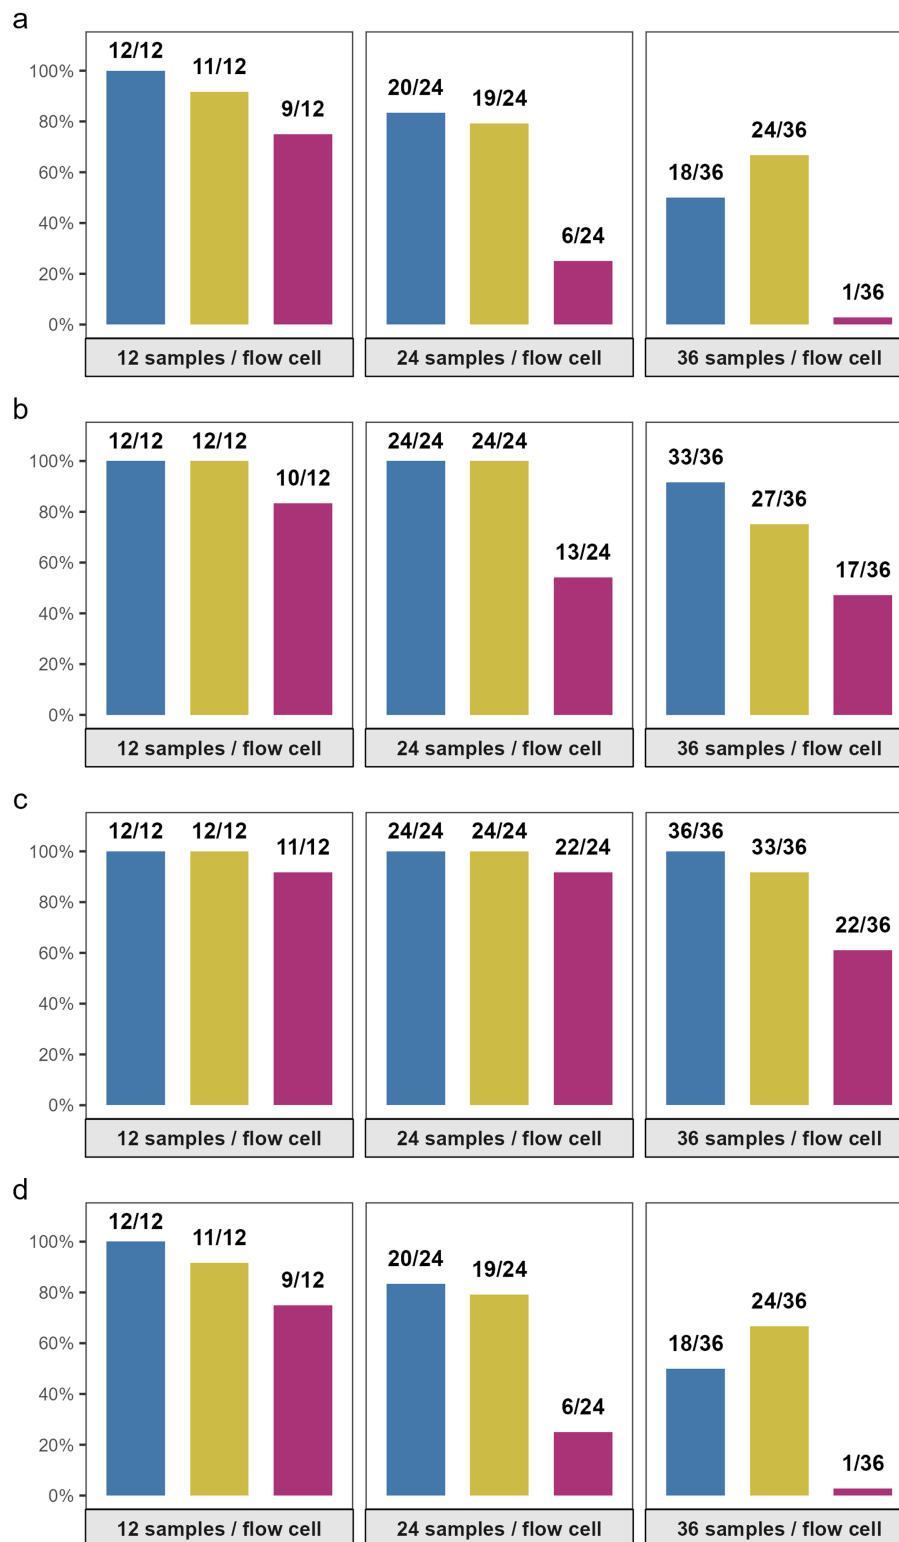 a
12/12 11/12 9/12 20/24 19/24 6/24 18/36 24/36 1/36
100%
80%
60%
40%
20%
0%
12 samples / flow cell 24 samples / flow cell 36 samples / flow cell
b
12/12 12/12 10/12 24/24 24/24 13/24 33/36 27/36 17/36
100%
80%
60%
40%
20%
0%
12 samples / flow cell 24 samples / flow cell 36 samples / flow cell
c
12/12 12/12 11/12 24/24 24/24 22/24 36/36 33/36 22/36
100%
80%
60%
40%
20%
0%
12 samples / flow cell 24 samples / flow cell 36 samples / flow cell
d
12/12 11/12 9/12 20/24 19/24 6/24 18/36 24/36 1/36
100%
80%
60%
40%
20%
0%
12 samples / flow cell 24 samples / flow cell 36 samples / flow cell